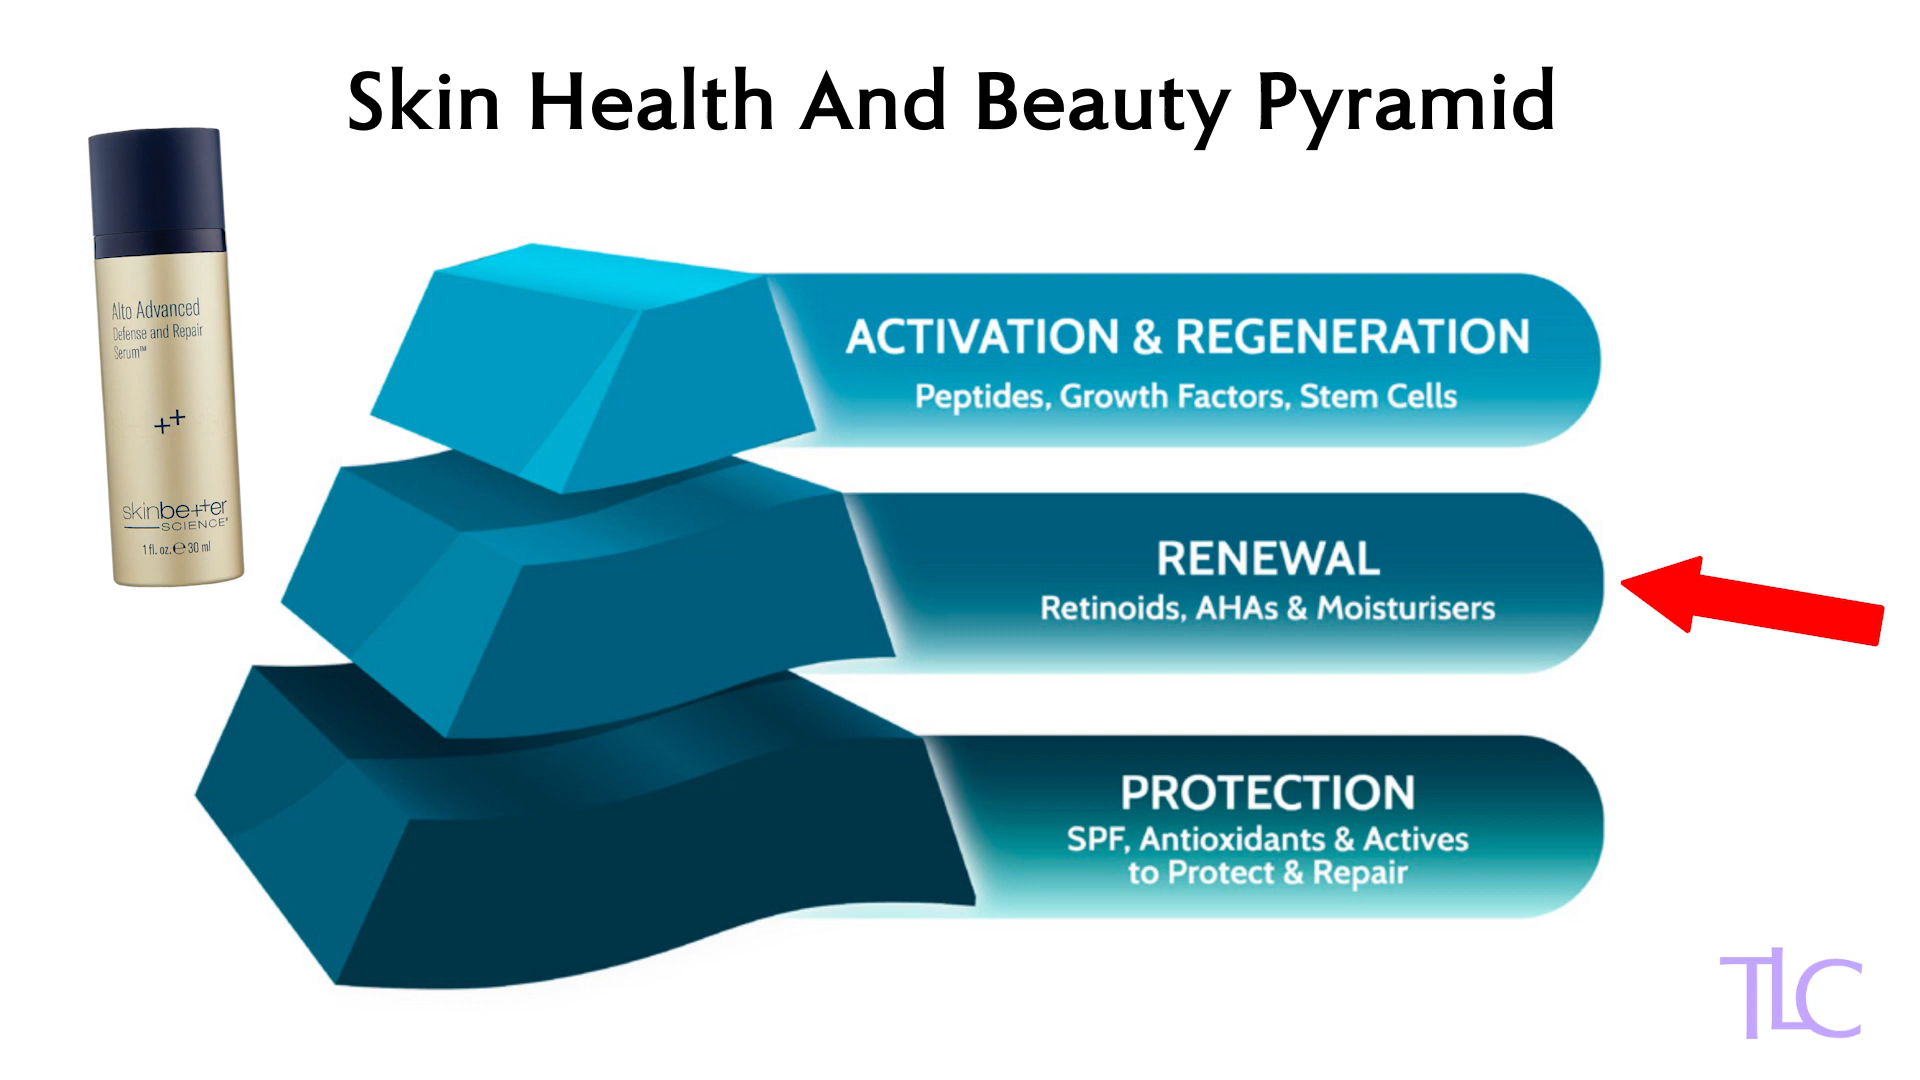 Skin Health And Beauty Pyramid
Alto Advanced
Defense and Repair
Serum™
++
skinbetter
SCIENCE®
1 fl. oz. ℮ 30 ml
ACTIVATION & REGENERATION
Peptides, Growth Factors, Stem Cells
RENEWAL
Retinoids, AHAs & Moisturisers
PROTECTION
SPF, Antioxidants & Actives
to Protect & Repair
TLC